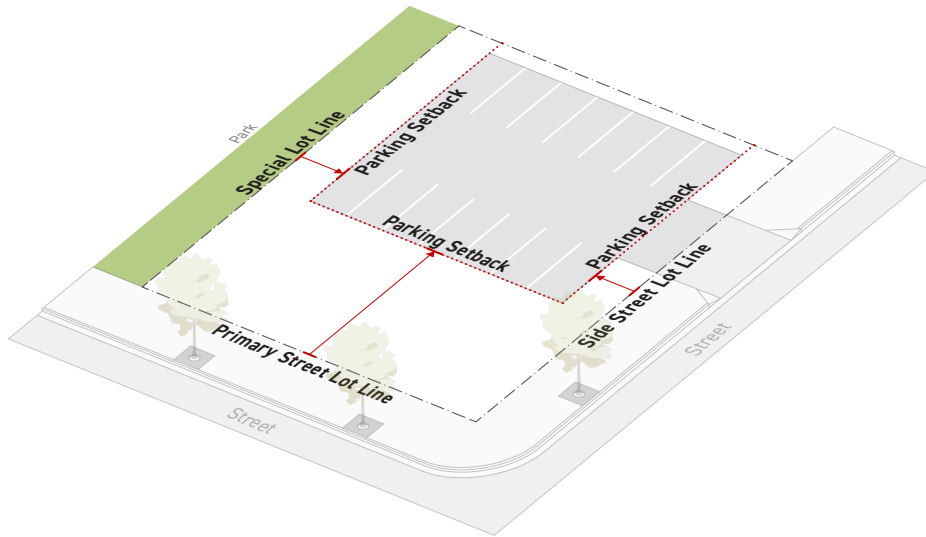 Park
Special Lot Line
Parking Setback
Parking Setback
Parking Setback
Side Street Lot Line
Primary Street Lot Line
Street
Street